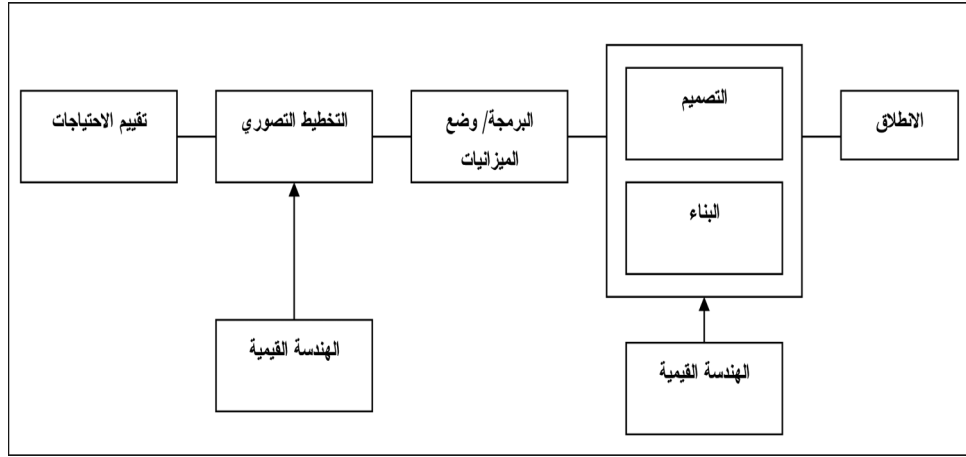 تقييم الاحتياجات
التخطيط التصوري
البرمجة/ وضع
الميزانيات
التصميم
البناء
الانطلاق
الهندسة القيمية
الهندسة القيمية